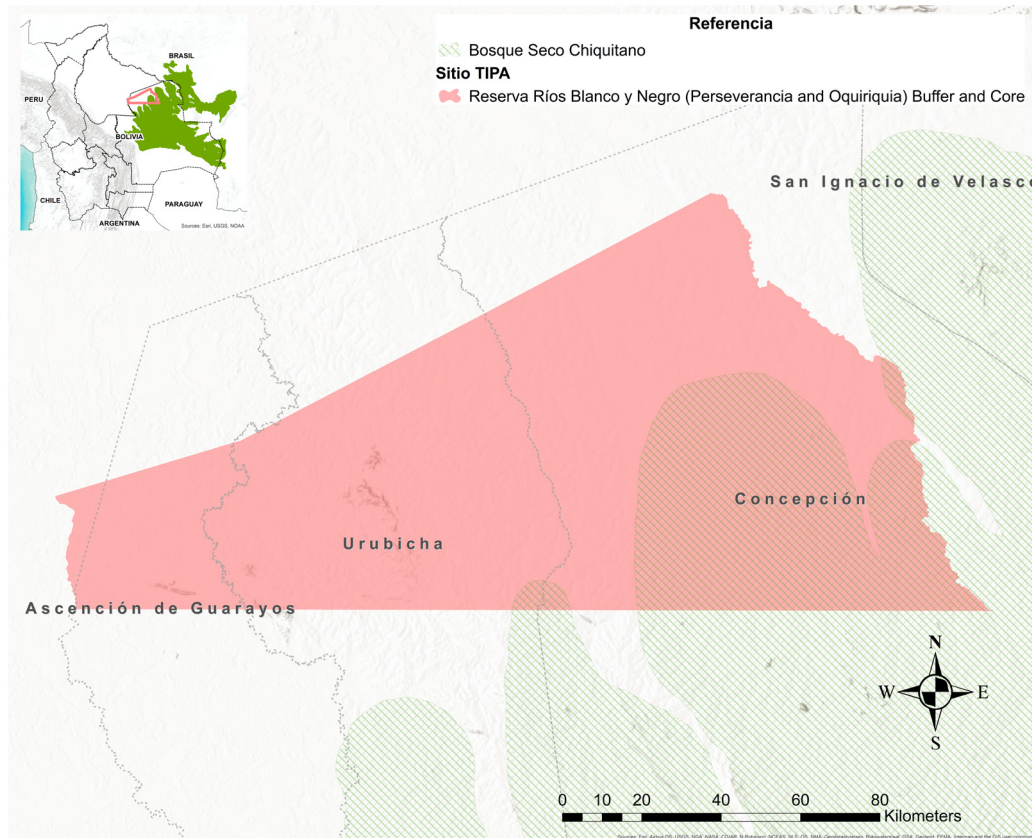 Referencia
Bosque Seco Chiquitano
Sitio TIPA
Reserva Ríos Blanco y Negro (Perseverancia and Oquiriquia) Buffer and Core
BRASIL
PERU
BOLIVIA
CHILE
PARAGUAY
ARGENTINA
Sources: Esri, USGS, NOAA
San Ignacio de Velasco
Concepción
Urubicha
Ascención de Guarayos
N
W E
S
0 10 20 40 60 80
Kilometers